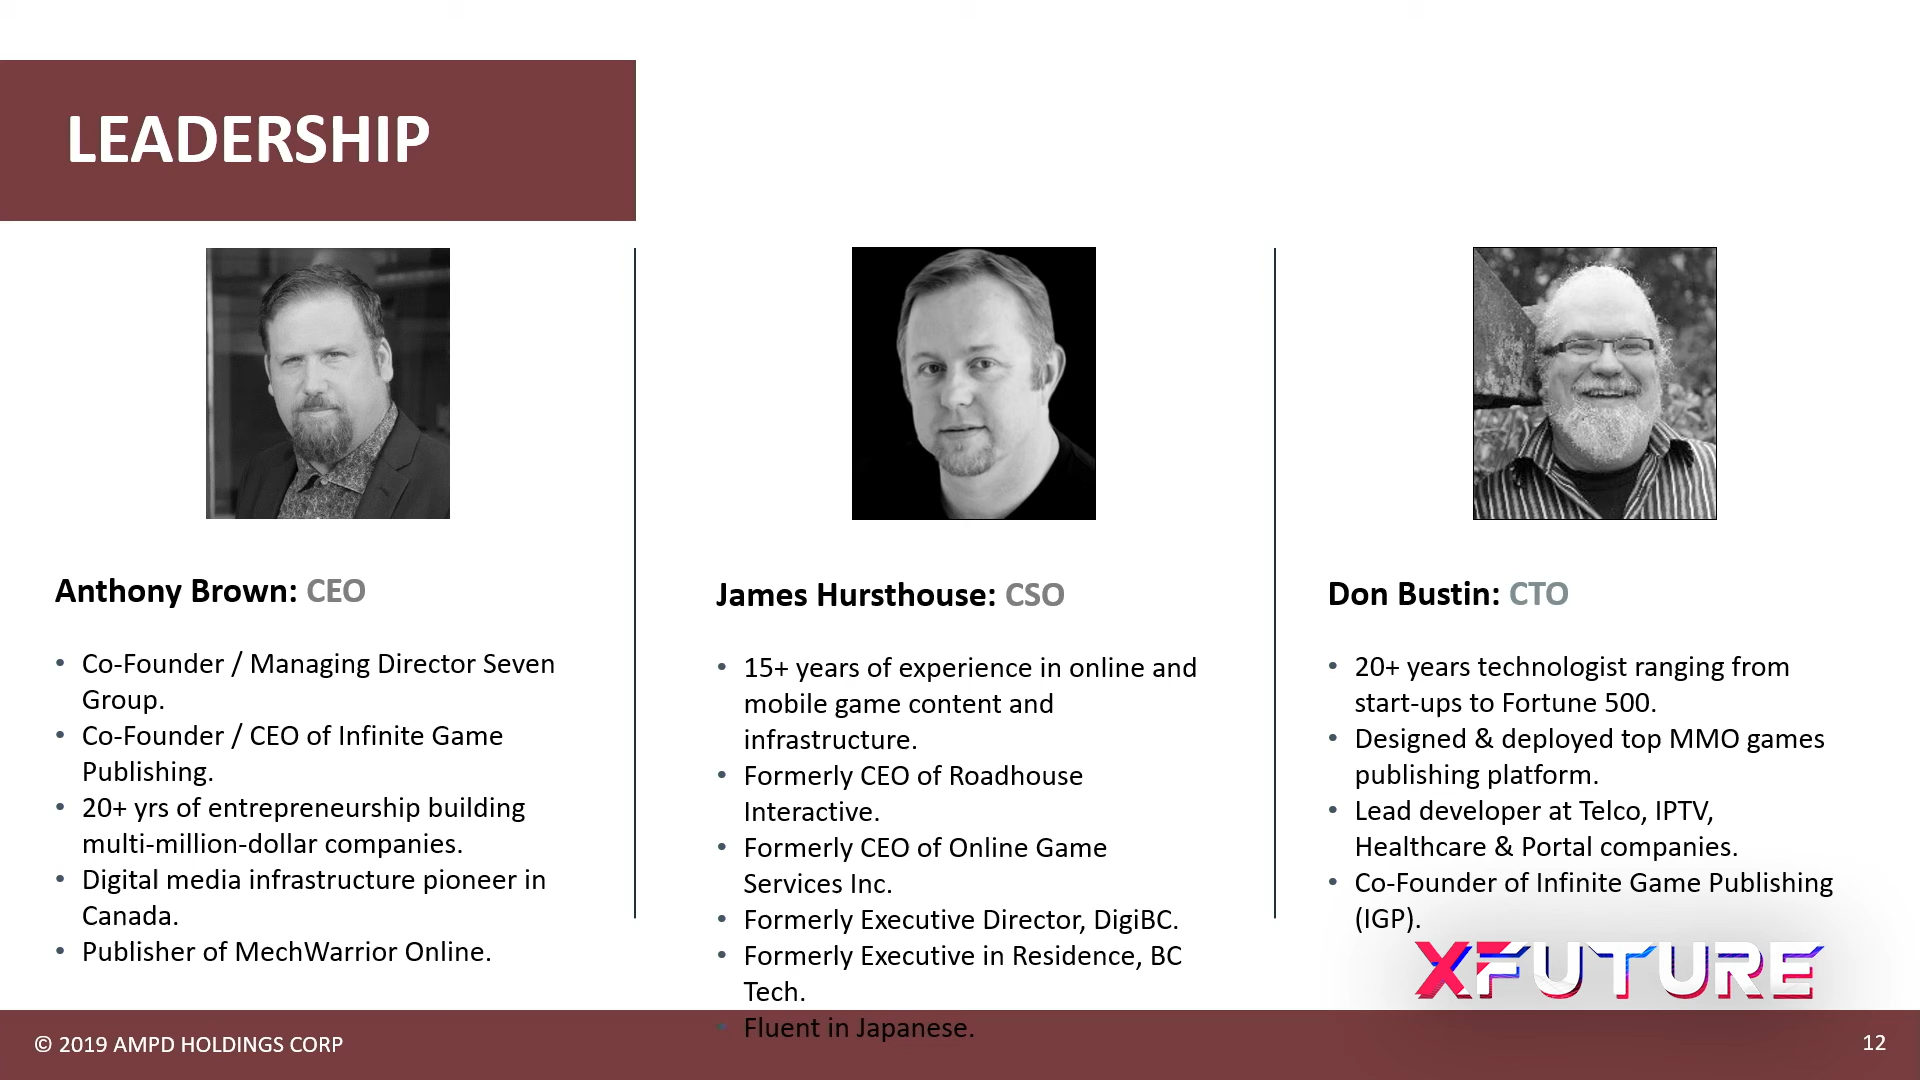 LEADERSHIP
Anthony Brown: CEO
• Co-Founder / Managing Director Seven
Group.
• Co-Founder / CEO of Infinite Game
Publishing.
• 20+ yrs of entrepreneurship building
multi-million-dollar companies.
• Digital media infrastructure pioneer in
Canada.
• Publisher of MechWarrior Online.
James Hursthouse: CSO
• 15+ years of experience in online and
mobile game content and
infrastructure.
• Formerly CEO of Roadhouse
Interactive.
• Formerly CEO of Online Game
Services Inc.
• Formerly Executive Director, DigiBC.
• Formerly Executive in Residence, BC
Tech.
• Fluent in Japanese.
Don Bustin: CTO
• 20+ years technologist ranging from
start-ups to Fortune 500.
• Designed & deployed top MMO games
publishing platform.
• Lead developer at Telco, IPTV,
Healthcare & Portal companies.
• Co-Founder of Infinite Game Publishing
(IGP).
XFUTURE
© 2019 AMPD HOLDINGS CORP
12